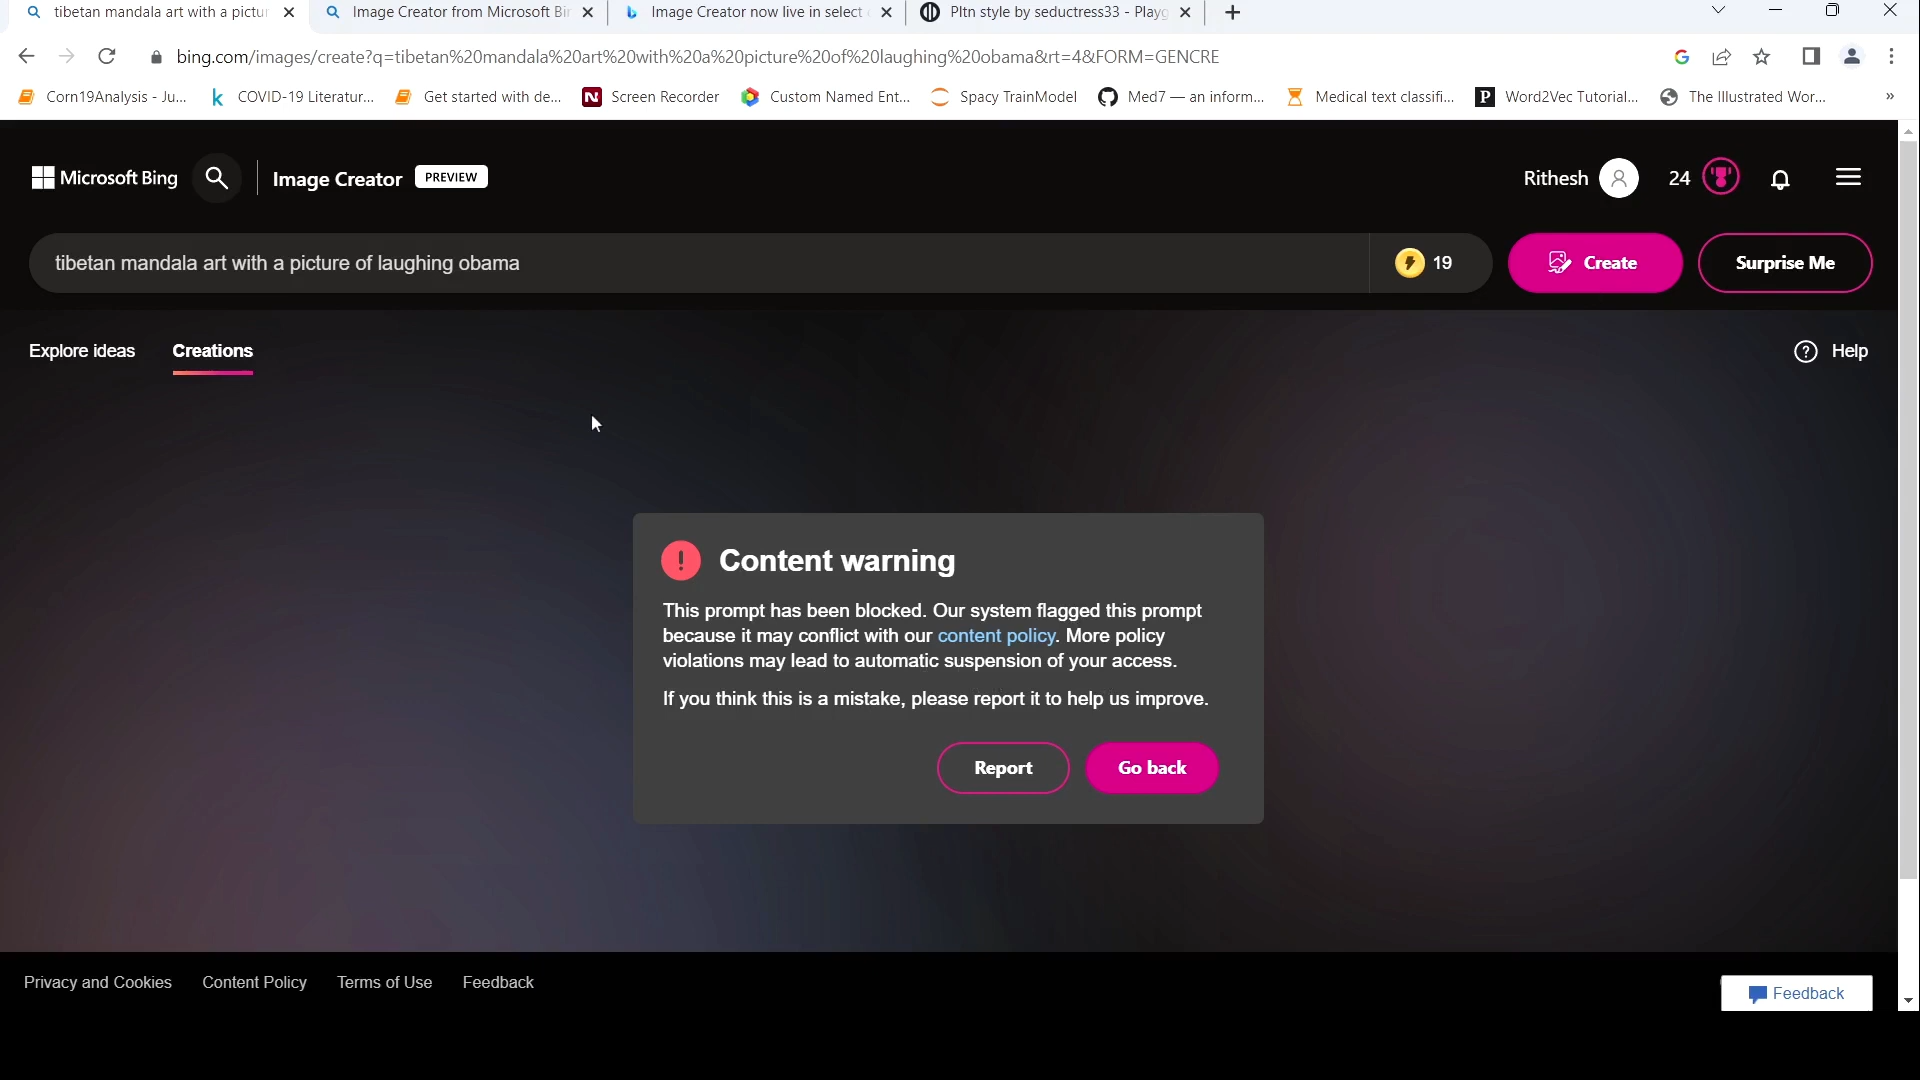 tibetan mandala art with a pictu
Image Creator from Microsoft Bi
Image Creator now live in select
Pltn style by seductress33 - Playg
bing.com/images/create?q=tibetan%20mandala%20art%20with%20a%20picture%20of%20laughing%20obama&rt=4&FORM=GENCRE
Corn19Analysis - Ju...
COVID-19 Literatur...
Get started with de...
Screen Recorder
Custom Named Ent...
Spacy TrainModel
Med7 — an inform...
Medical text classifi...
Word2Vec Tutorial...
The Illustrated Wor...
»
Microsoft Bing
Image Creator PREVIEW
Rithesh
24
tibetan mandala art with a picture of laughing obama
19
Create
Surprise Me
Explore ideas
Creations
Help
Content warning
This prompt has been blocked. Our system flagged this prompt
because it may conflict with our content policy. More policy
violations may lead to automatic suspension of your access.
If you think this is a mistake, please report it to help us improve.
Report
Go back
Privacy and Cookies
Content Policy
Terms of Use
Feedback
Feedback